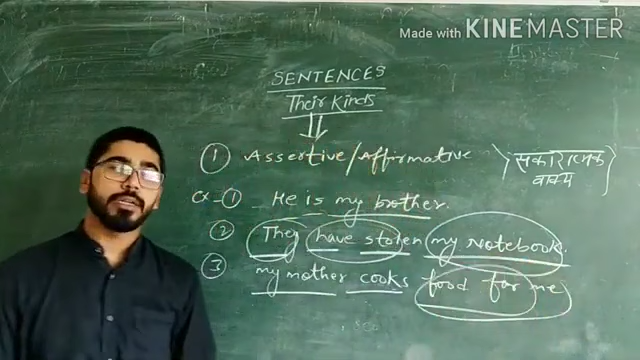 Made with KINEMASTER
SENTENCES
Their Kinds
① Assertive/Affirmative
सकारात्मक
वाक्य
ex-① He is my brother.
② They have stolen my Notebook.
③ my mother cooks food for me